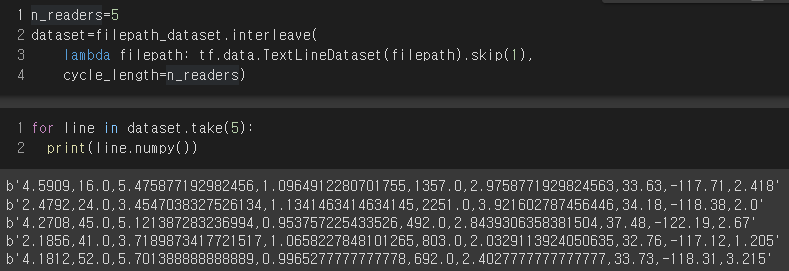 1 n_readers=5
2 dataset=filepath_dataset.interleave(
3     lambda filepath: tf.data.TextLineDataset(filepath).skip(1),
4     cycle_length=n_readers)
1 for line in dataset.take(5):
2   print(line.numpy())
b'4.5909,16.0,5.475877192982456,1.0964912280701755,1357.0,2.9758771929824563,33.63,-117.71,2.418'
b'2.4792,24.0,3.4547038327526134,1.1341463414634145,2251.0,3.921602787456446,34.18,-118.38,2.0'
b'4.2708,45.0,5.121387283236994,0.953757225433526,492.0,2.8439306358381504,37.48,-122.19,2.67'
b'2.1856,41.0,3.7189873417721517,1.0658227848101265,803.0,2.0329113924050635,32.76,-117.12,1.205'
b'4.1812,52.0,5.701388888888889,0.9965277777777778,692.0,2.4027777777777777,33.73,-118.31,3.215'